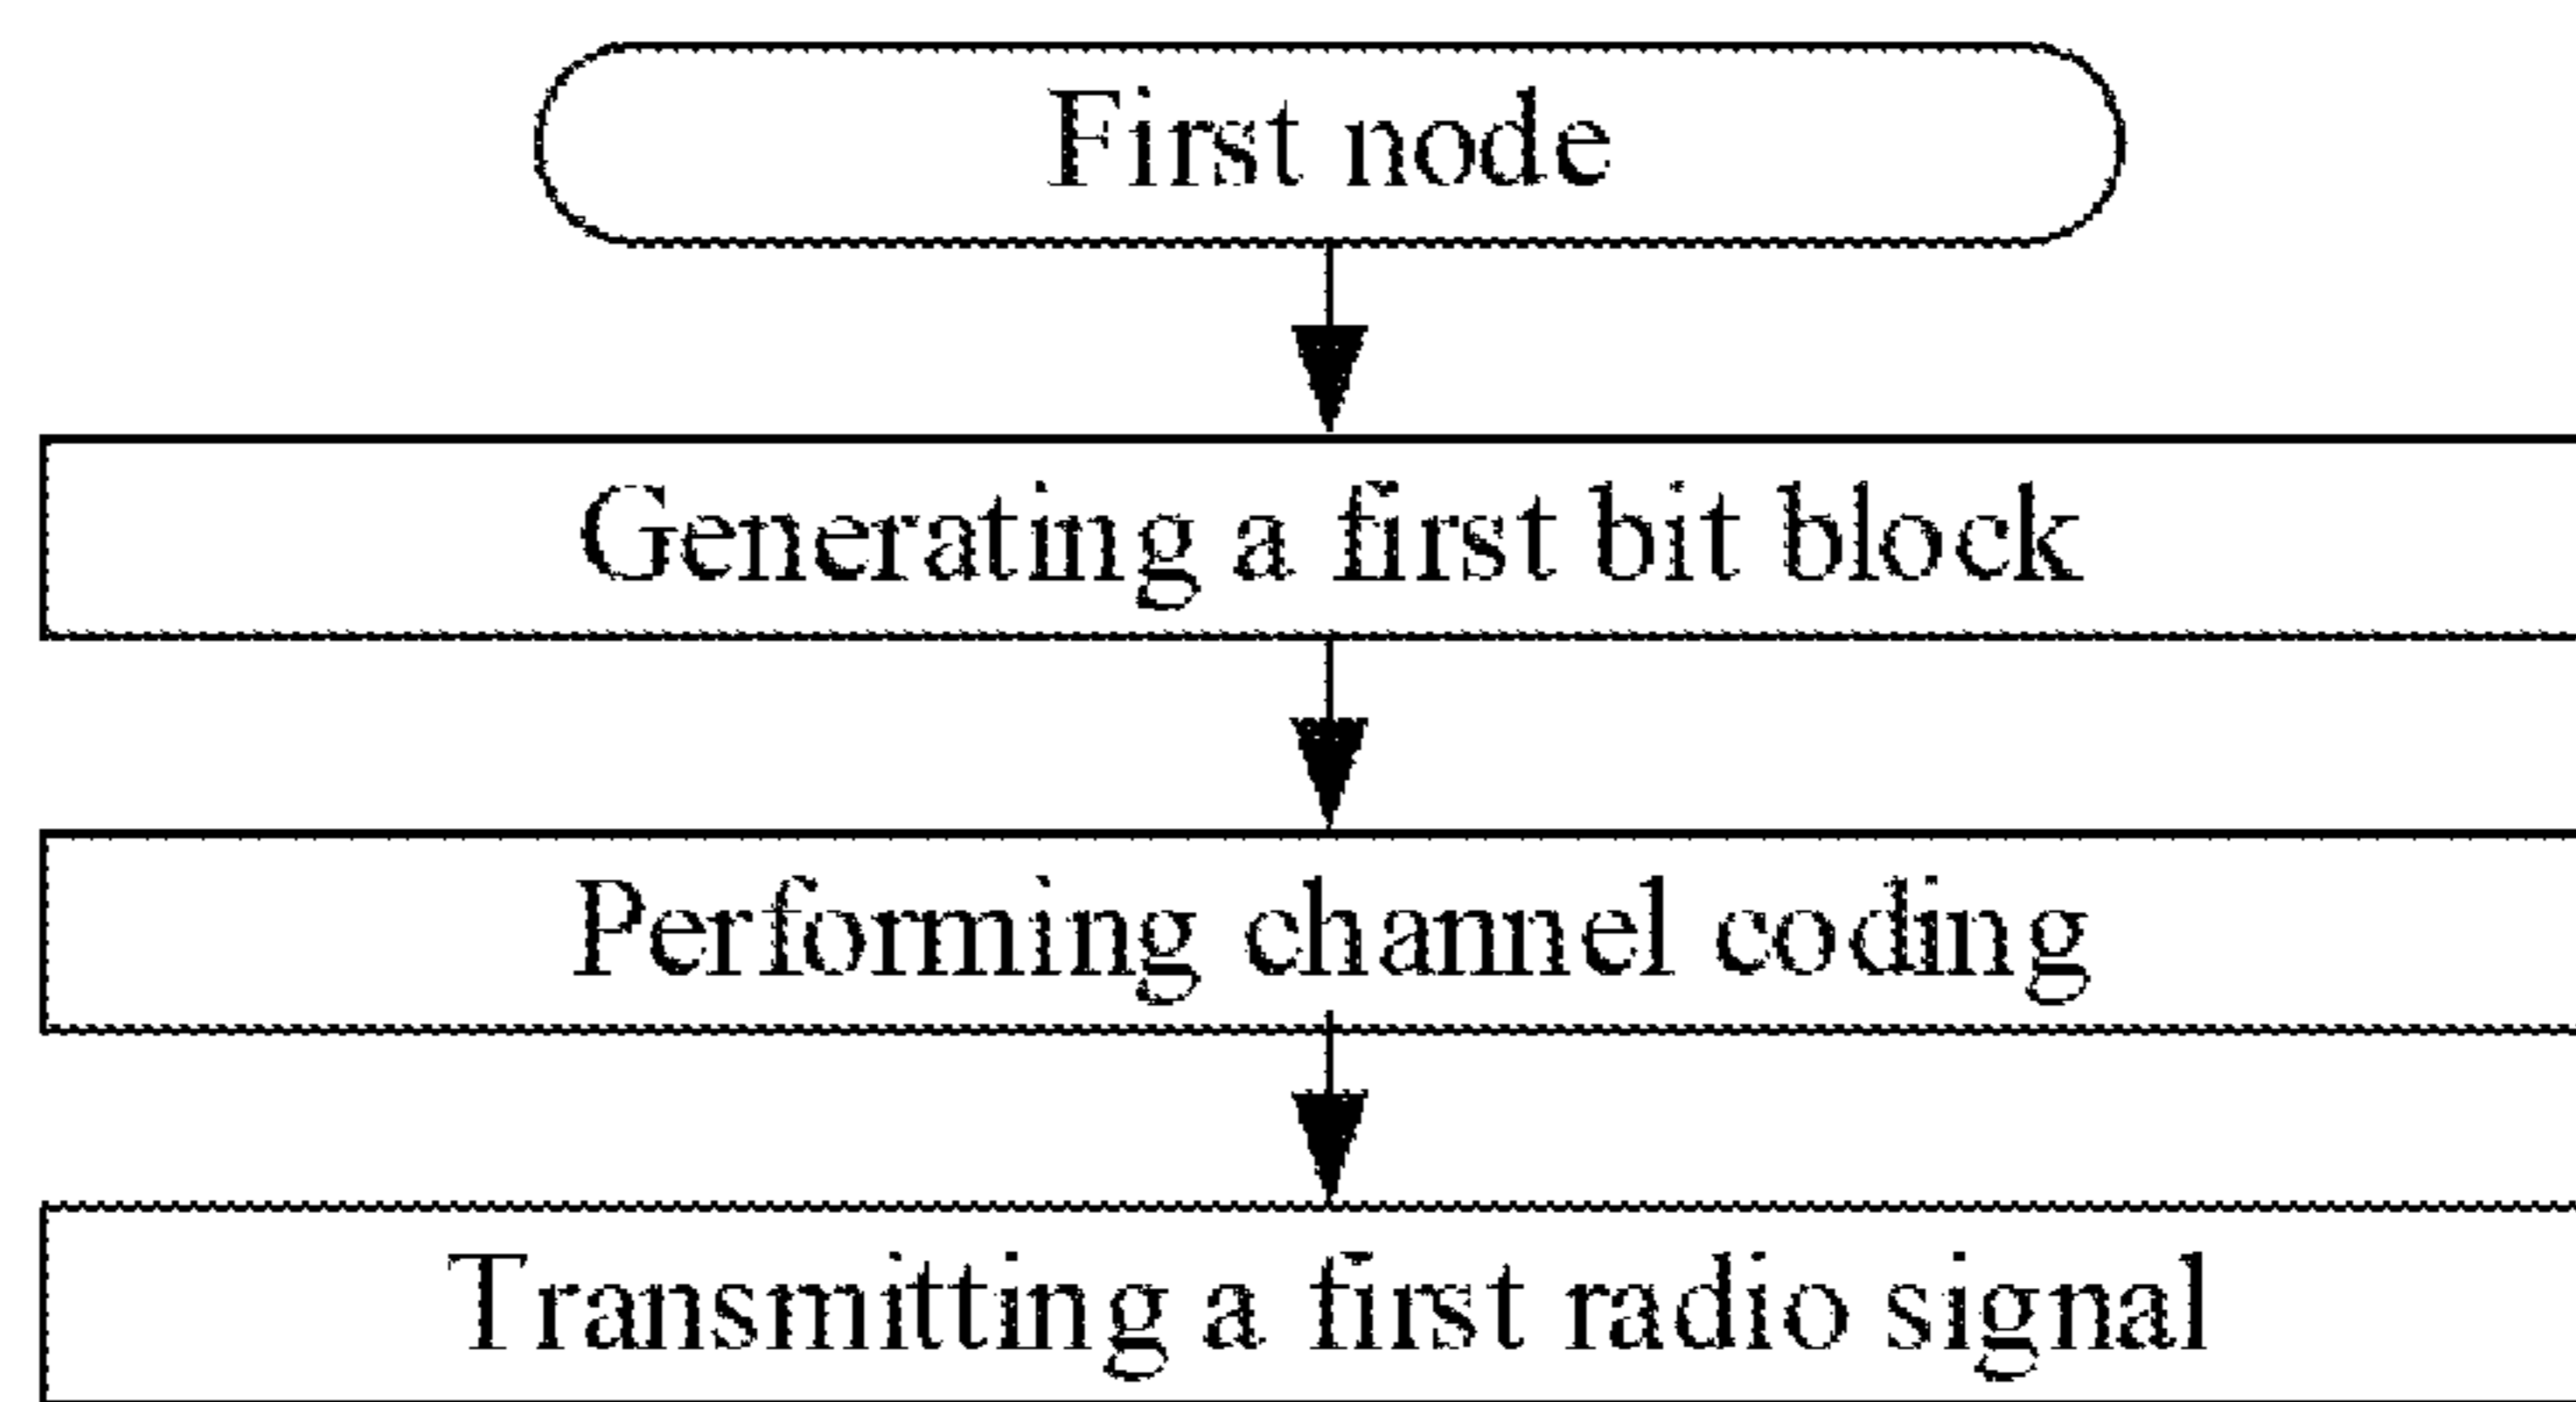 First node
Generating a first bit block
Performing channel coding
Transmitting a first radio signal